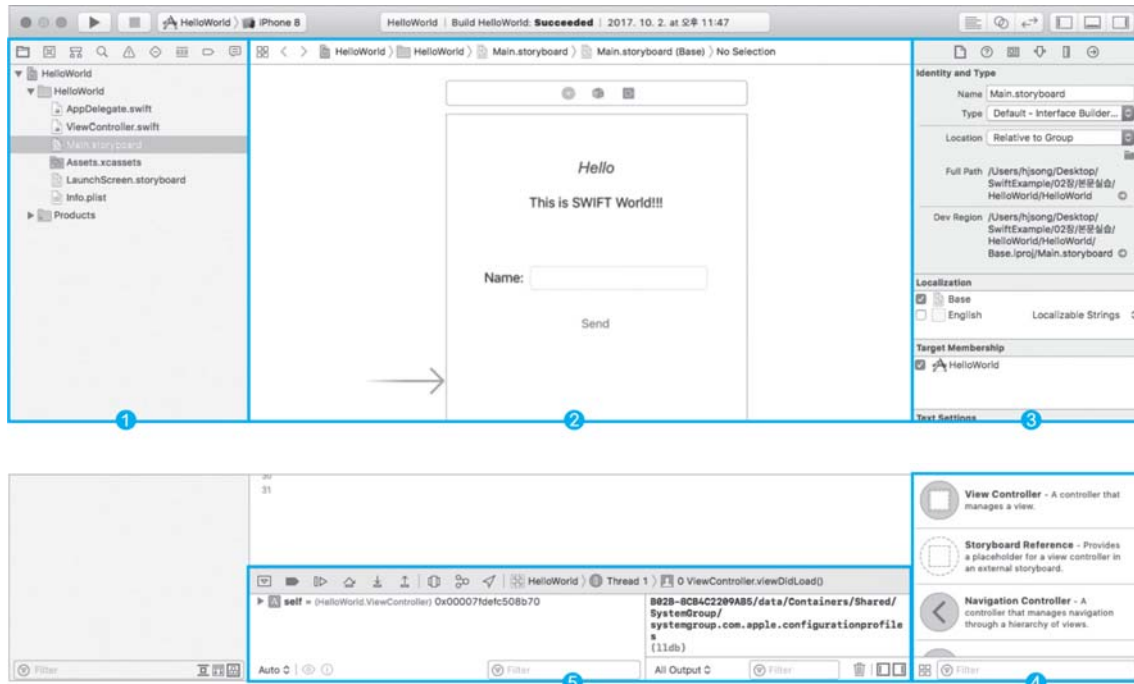 HelloWorld iPhone 8 HelloWorld | Build HelloWorld: Succeeded | 2017. 10. 2. at 오후 11:47
HelloWorld HelloWorld Main.storyboard Main.storyboard (Base) No Selection
HelloWorld
HelloWorld
AppDelegate.swift
ViewController.swift
Main.storyboard
Assets.xcassets
LaunchScreen.storyboard
Info.plist
Products
1
Hello
This is SWIFT World!!!
Name:
Send
2
Identity and Type
Name Main.storyboard
Type Default - Interface Builder...
Location Relative to Group
Full Path /Users/hjsong/Desktop/
SwiftExample/02장/본문실습/
HelloWorld/HelloWorld
Dev Region /Users/hjsong/Desktop/
SwiftExample/02장/본문실습/
HelloWorld/HelloWorld/
Base.lproj/Main.storyboard
Localization
Base
English Localizable Strings
Target Membership
HelloWorld
Text Settings
3
Filter
30
31
HelloWorld Thread 1 0 ViewController.viewDidLoad()
self = (HelloWorld.ViewController) 0x00007fdefc508b70
Auto Filter
B02B-8CB4C2209AB5/data/Containers/Shared/
SystemGroup/
systemgroup.com.apple.configurationprofile
s
(lldb)
All Output Filter
5
View Controller - A controller that
manages a view.
Storyboard Reference - Provides
a placeholder for a view controller in
an external storyboard.
Navigation Controller - A
controller that manages navigation
through a hierarchy of views.
Filter
4